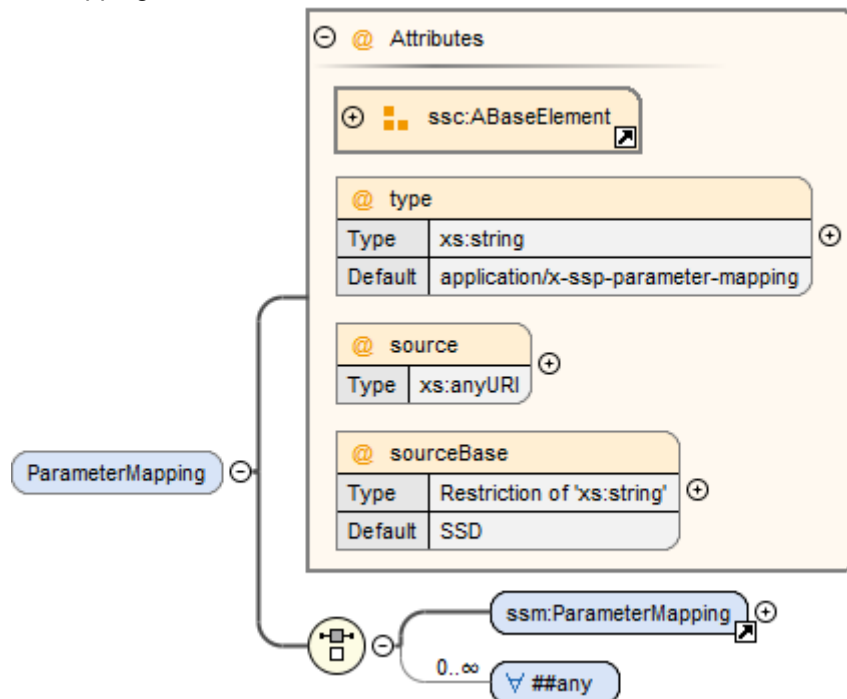 Attributes
ssc:ABaseElement
@ type
Type xs:string
Default application/x-ssp-parameter-mapping
@ source
Type xs:anyURI
@ sourceBase
Type Restriction of 'xs:string'
Default SSD
ParameterMapping
ssm:ParameterMapping
0..∞
∀ ##any